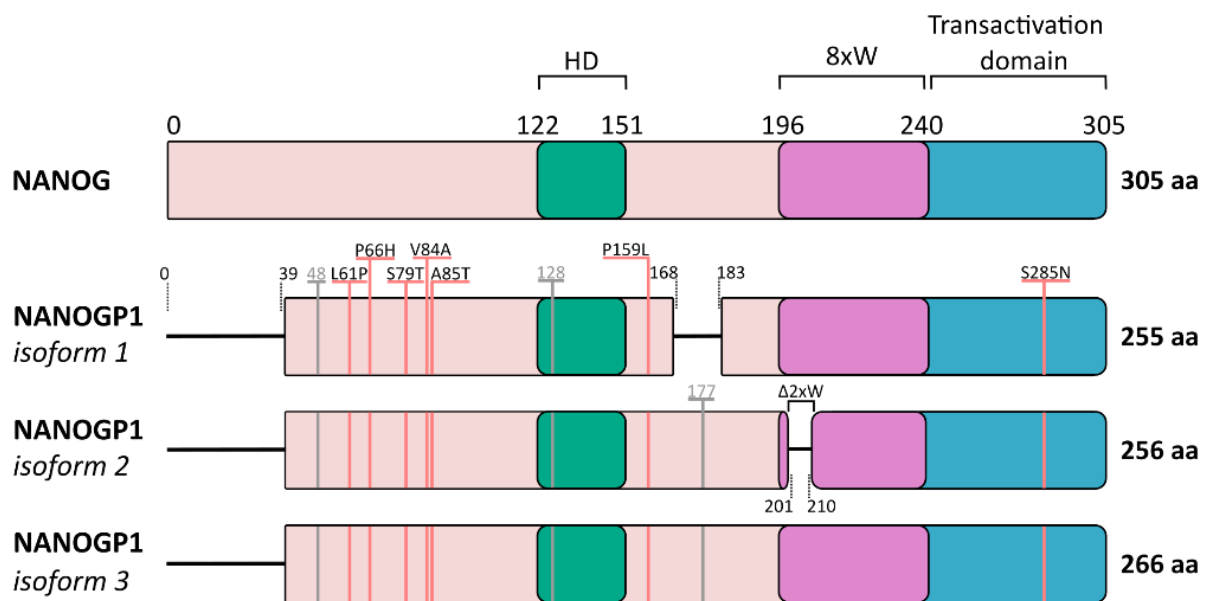 Transactivation
HD 8xW domain
0 122 151 196 240 305
NANOG 305 aa
P66H V84A P159L
0 39 48 L61P S79T A85T 128 168 183 S285N
NANOGP1 255 aa
isoform 1
177 Δ2xW
NANOGP1 256 aa
isoform 2
201 210
NANOGP1 266 aa
isoform 3